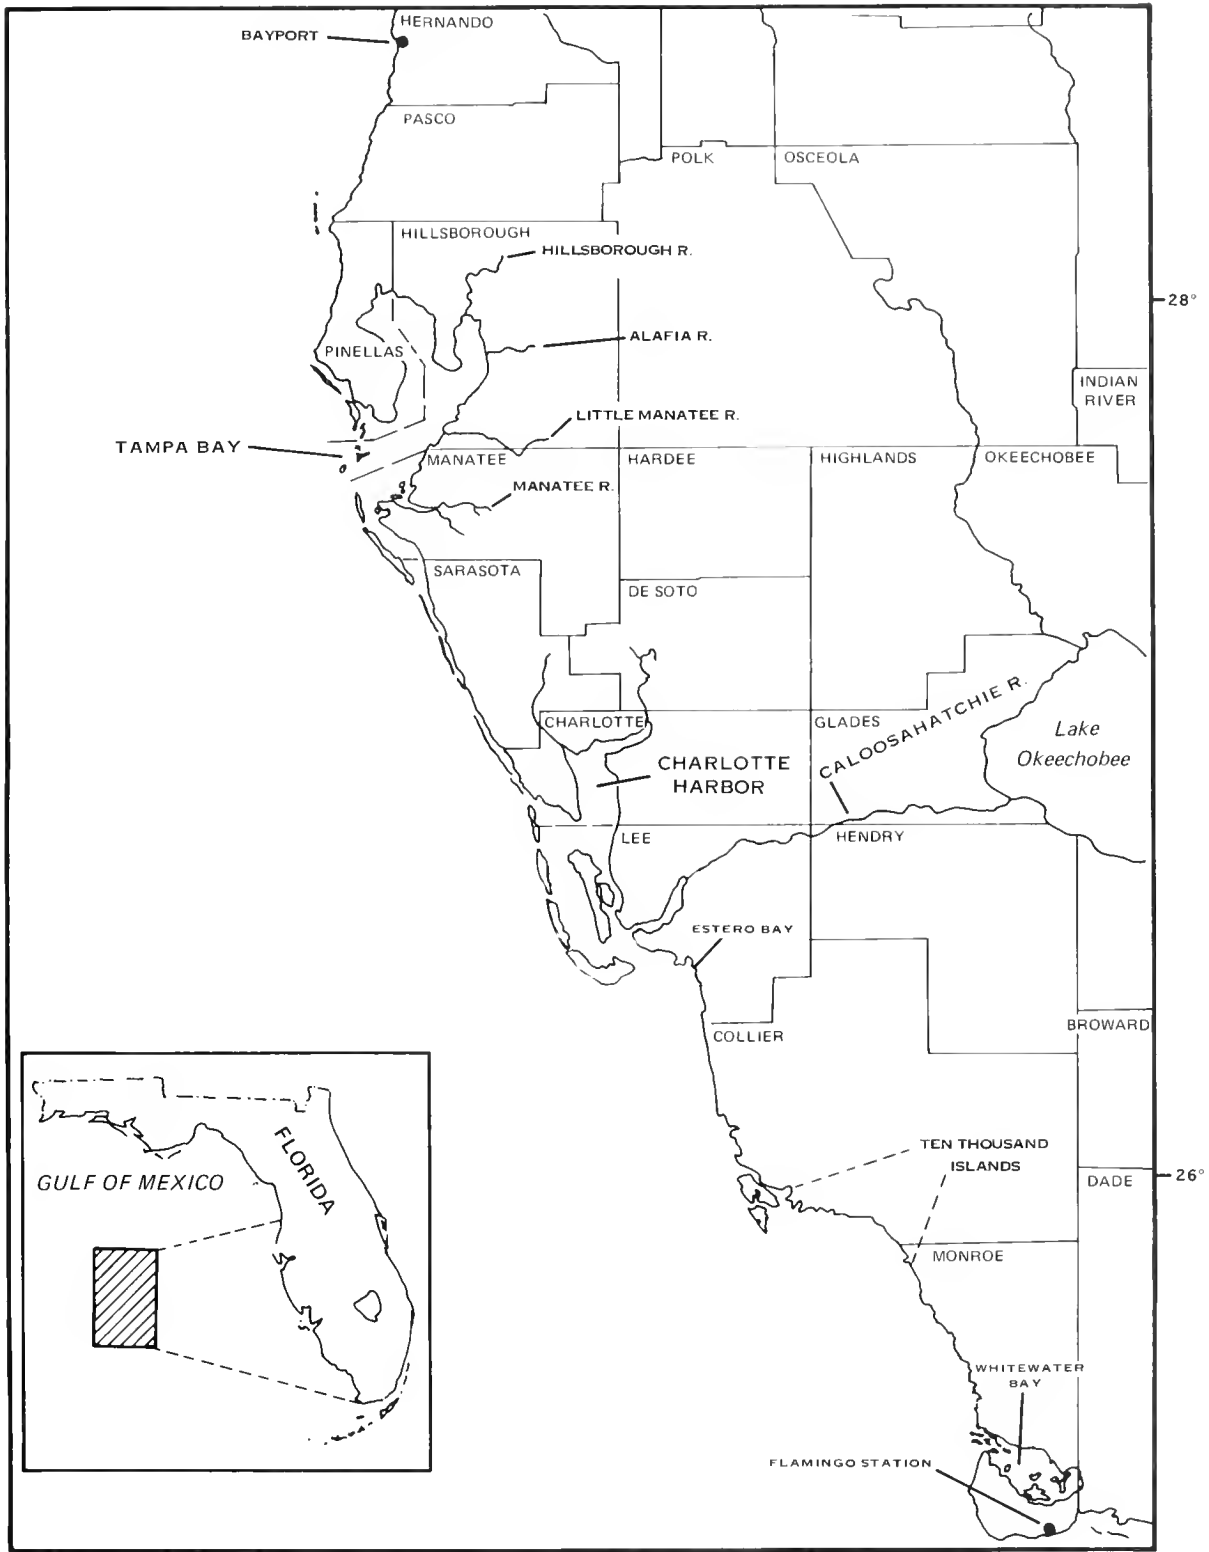 HERNANDO
BAYPORT
PASCO
POLK
OSCEOLA
HILLSBOROUGH
HILLSBOROUGH R.
28°
ALAFIA R.
PINELLAS
INDIAN
RIVER
LITTLE MANATEE R.
TAMPA BAY
MANATEE
HARDEE
HIGHLANDS
OKEECHOBEE
MANATEE R.
SARASOTA
DE SOTO
CHARLOTTE
GLADES
CALOOSAHATCHIE R.
Lake
Okeechobee
CHARLOTTE
HARBOR
LEE
HENDRY
ESTERO BAY
COLLIER
BROWARD
TEN THOUSAND
ISLANDS
26°
DADE
MONROE
FLORIDA
GULF OF MEXICO
WHITEWATER
BAY
FLAMINGO STATION